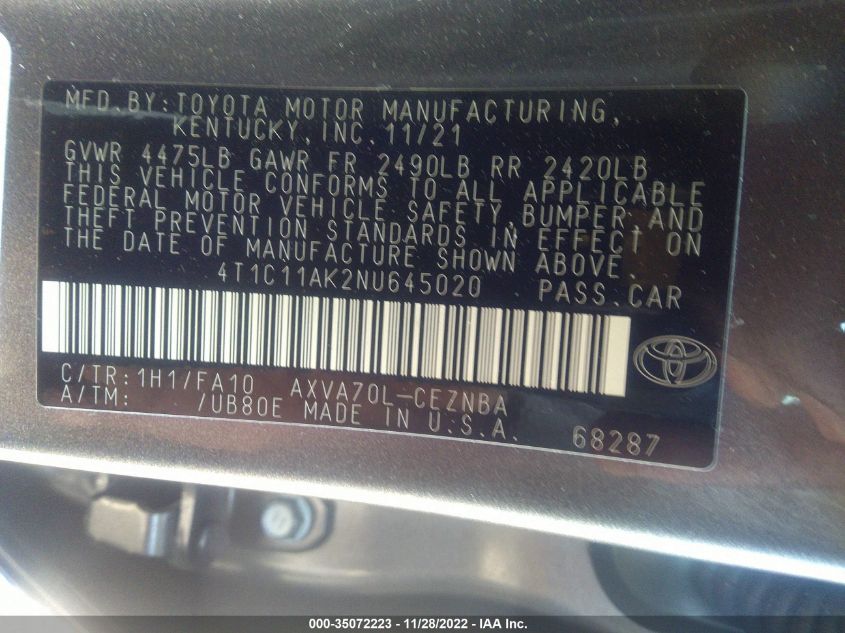 MFD.BY:TOYOTA MOTOR MANUFACTURING,
KENTUCKY,INC.11/21
GVWR 4475LB GAWR FR 2490LB RR 2420LB
THIS VEHICLE CONFORMS TO ALL APPLICABLE
FEDERAL MOTOR VEHICLE SAFETY,BUMPER,AND
THEFT PREVENTION STANDARDS IN EFFECT ON
THE DATE OF MANUFACTURE SHOWN ABOVE.
4T1C11AK2NU645020 PASS.CAR
C/TR:1H1/FA10 AXVA70L-CEZNBA
A/TM: /UB80E MADE IN U.S.A. 68287
000-35072223 - 11/28/2022 - IAA Inc.